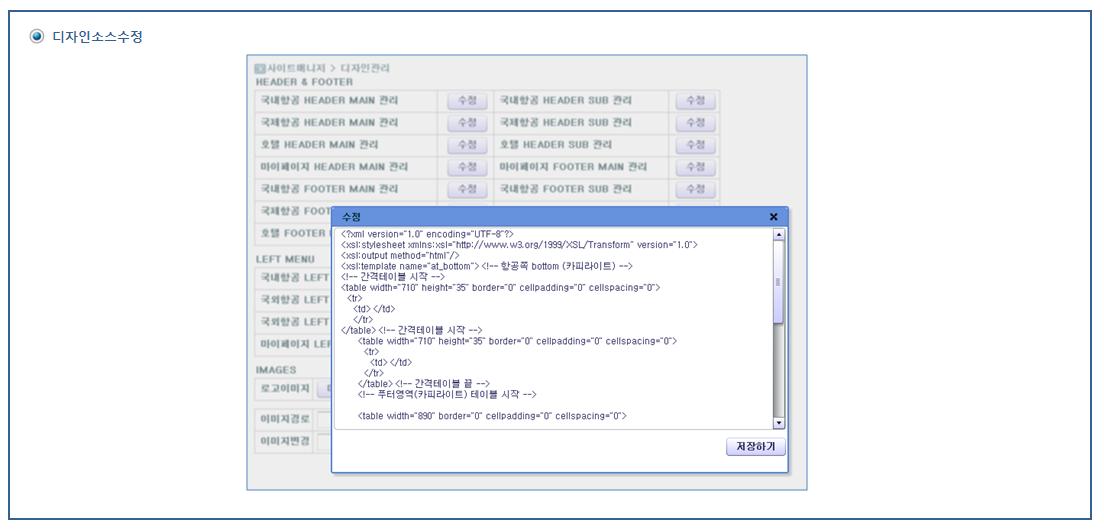 디자인소스수정
사이트매니저 > 디자인관리
HEADER & FOOTER
국내항공 HEADER MAIN 관리 수정 국내항공 HEADER SUB 관리 수정
국제항공 HEADER MAIN 관리 수정 국제항공 HEADER SUB 관리 수정
호텔 HEADER MAIN 관리 수정 호텔 HEADER SUB 관리 수정
마이페이지 HEADER MAIN 관리 수정 마이페이지 FOOTER MAIN 관리 수정
국내항공 FOOTER MAIN 관리 수정 국내항공 FOOTER SUB 관리 수정
국제항공 FOOT
호텔 FOOTER
LEFT MENU
국내항공 LEFT
국외항공 LEFT
국외항공 LEFT
마이페이지 LEF
IMAGES
로고이미지
이미지경로
이미지변경
수정
<?xml version="1.0" encoding="UTF-8"?>
<xsl:stylesheet xmlns:xsl="http://www.w3.org/1999/XSL/Transform" version="1.0">
<xsl:output method="html"/>
<xsl:template name="at_bottom"> <!-- 항공쪽 bottom (카피라이트) -->
<!-- 간격테이블 시작 -->
<table width="710" height="35" border="0" cellpadding="0" cellspacing="0">
<tr>
<td> </td>
</tr>
</table> <!-- 간격테이블 시작 -->
<table width="710" height="35" border="0" cellpadding="0" cellspacing="0">
<tr>
<td> </td>
</tr>
</table> <!-- 간격테이블 끝 -->
<!-- 푸터영역(카피라이트) 테이블 시작 -->
<table width="890" border="0" cellpadding="0" cellspacing="0">
저장하기